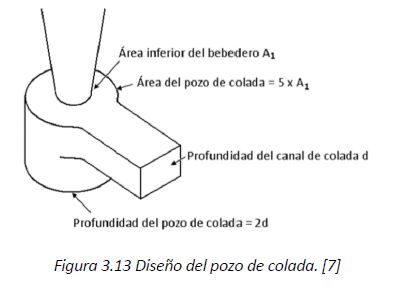 Área inferior del bebedero A₁
Área del pozo de colada = 5 x A₁
Profundidad del canal de colada d
Profundidad del pozo de colada = 2d
Figura 3.13 Diseño del pozo de colada. [7]